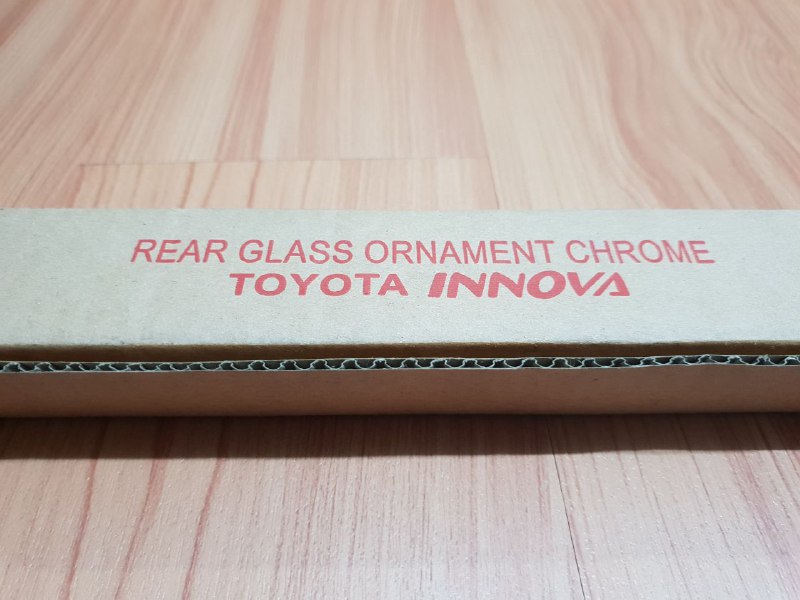 REAR GLASS ORNAMENT CHROME
TOYOTA INNOVA